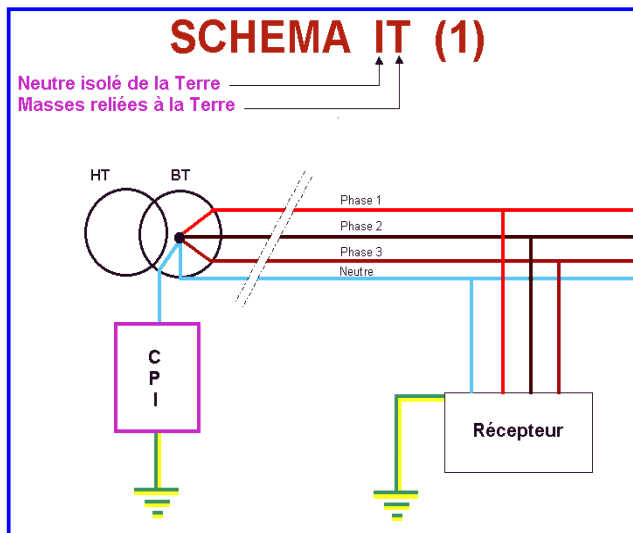 SCHEMA IT (1)
Neutre isolé de la Terre
Masses reliées à la Terre
HT
BT
Phase 1
Phase 2
Phase 3
Neutre
C
P
I
Récepteur